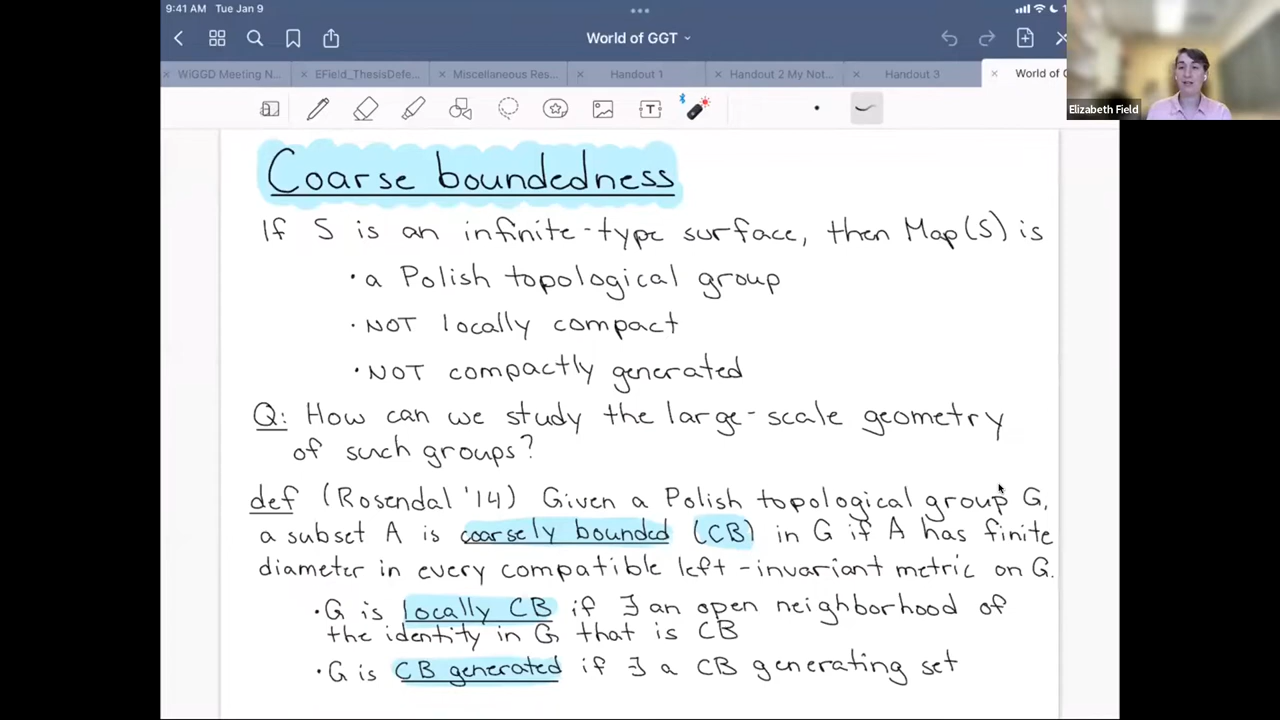 9:41 AM Tue Jan 9
World of GGT
WiGGD Meeting N...
EField_ThesisDefe...
Miscellaneous Res...
Handout 1
Handout 2 My Not...
Handout 3
World of G
Elizabeth Field
Coarse boundedness
If S is an infinite-type surface, then Map(S) is
• a Polish topological group
• NOT locally compact
• NOT compactly generated
Q: How can we study the large-scale geometry
of such groups?
def (Rosendal '14) Given a Polish topological group G,
a subset A is coarsely bounded (CB) in G if A has finite
diameter in every compatible left-invariant metric on G.
• G is locally CB if ∃ an open neighborhood of
the identity in G that is CB
• G is CB generated if ∃ a CB generating set